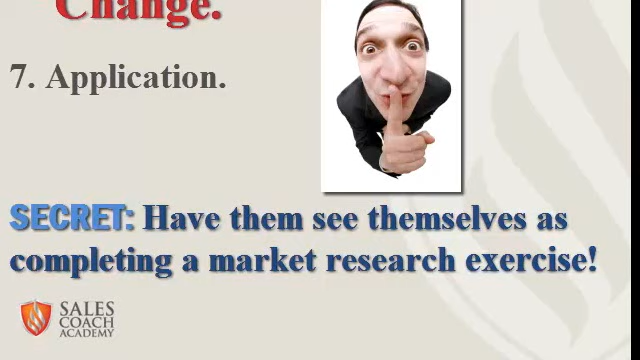 Change.
7. Application.
SECRET: Have them see themselves as
completing a market research exercise!
SALES
COACH
ACADEMY